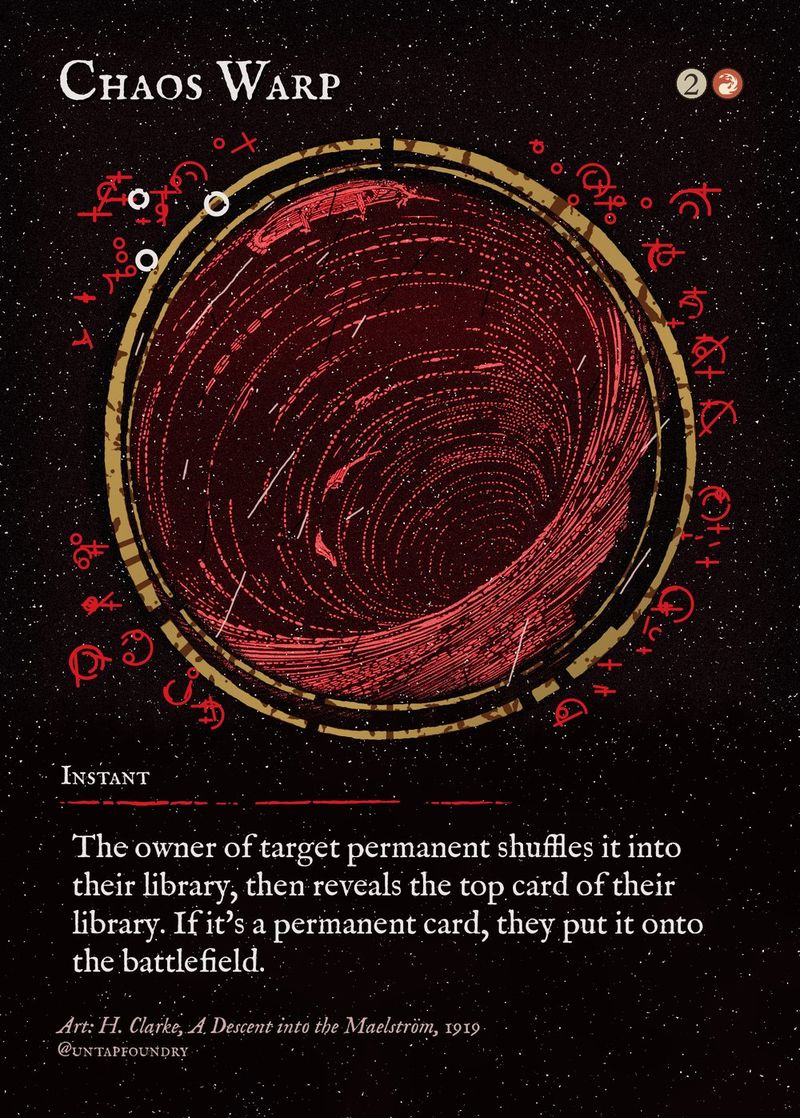 Chaos Warp
2
Instant
The owner of target permanent shuffles it into
their library, then reveals the top card of their
library. If it's a permanent card, they put it onto
the battlefield.
Art: H. Clarke, A Descent into the Maelström, 1919
@untapfoundry